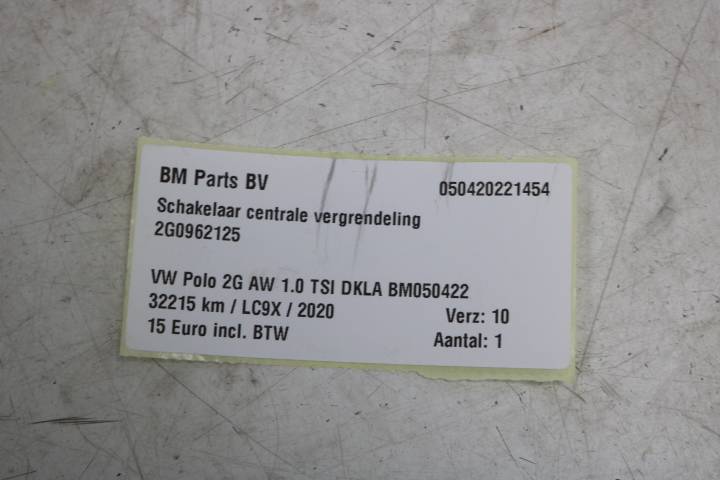 BM Parts BV 050420221454
Schakelaar centrale vergrendeling
2G0962125
VW Polo 2G AW 1.0 TSI DKLA BM050422
32215 km / LC9X / 2020 Verz: 10
15 Euro incl. BTW Aantal: 1